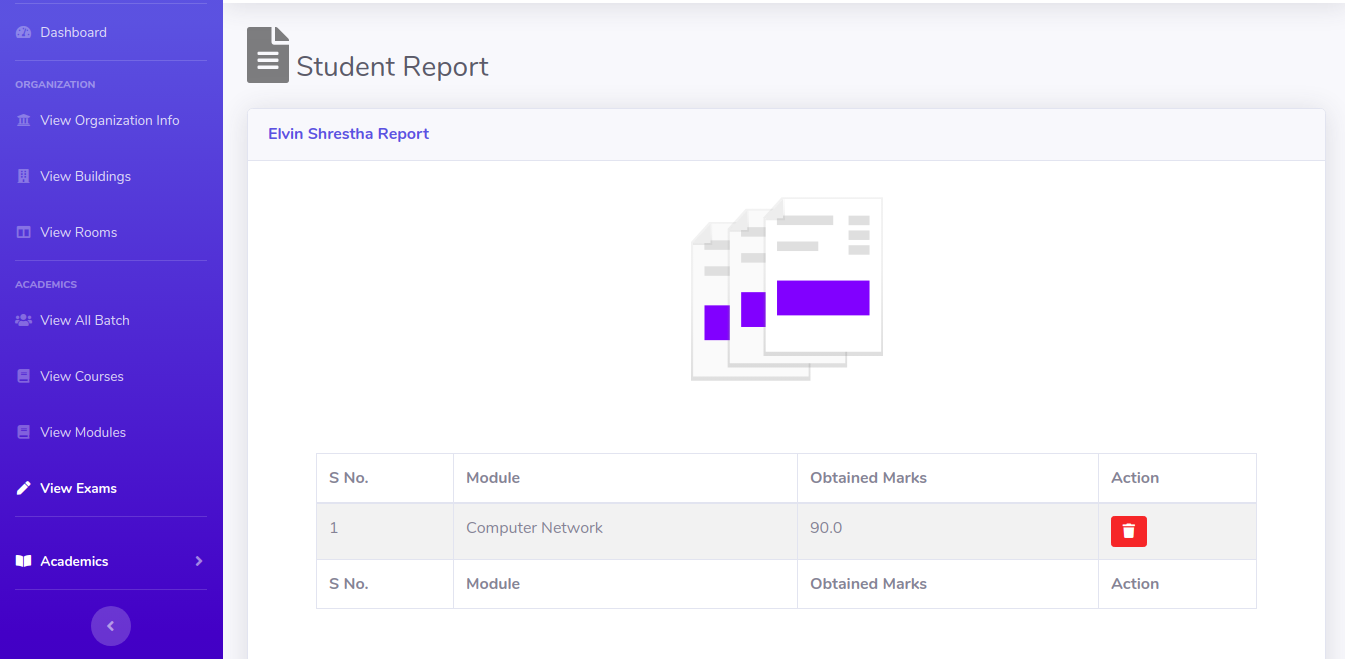 Dashboard
ORGANIZATION
View Organization Info
View Buildings
View Rooms
ACADEMICS
View All Batch
View Courses
View Modules
View Exams
Academics
Student Report
Elvin Shrestha Report
S No. Module Obtained Marks Action
1 Computer Network 90.0
S No. Module Obtained Marks Action